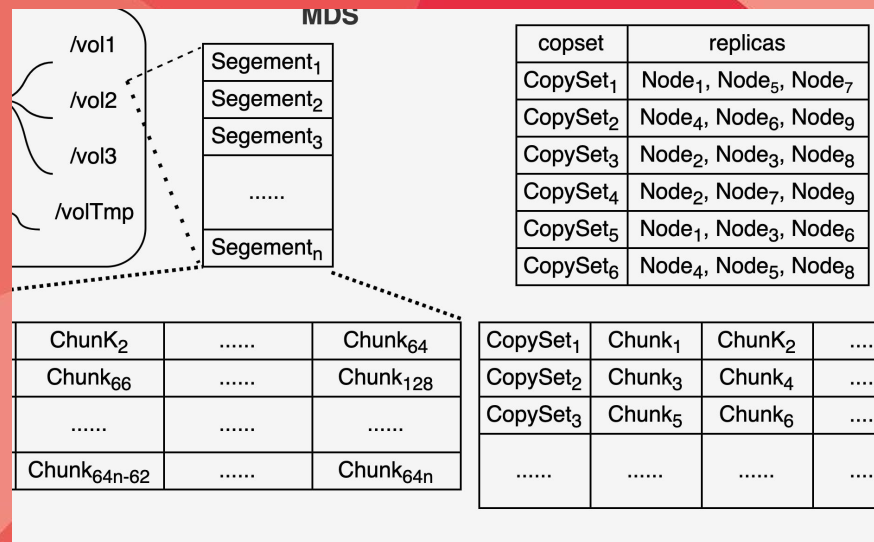 MDS
/vol1
/vol2
/vol3
/volTmp
Segement₁
Segement₂
Segement₃
......
Segementₙ
copset replicas
CopySet₁ Node₁, Node₅, Node₇
CopySet₂ Node₄, Node₆, Node₉
CopySet₃ Node₂, Node₃, Node₈
CopySet₄ Node₂, Node₇, Node₉
CopySet₅ Node₁, Node₃, Node₆
CopySet₆ Node₄, Node₅, Node₈
ChunK₂ ...... Chunk₆₄
Chunk₆₆ ...... Chunk₁₂₈
...... ...... ......
Chunk₆₄ₙ₋₆₂ ...... Chunk₆₄ₙ
CopySet₁ Chunk₁ ChunK₂ ....
CopySet₂ Chunk₃ Chunk₄ ....
CopySet₃ Chunk₅ Chunk₆ ....
...... ...... ...... ....